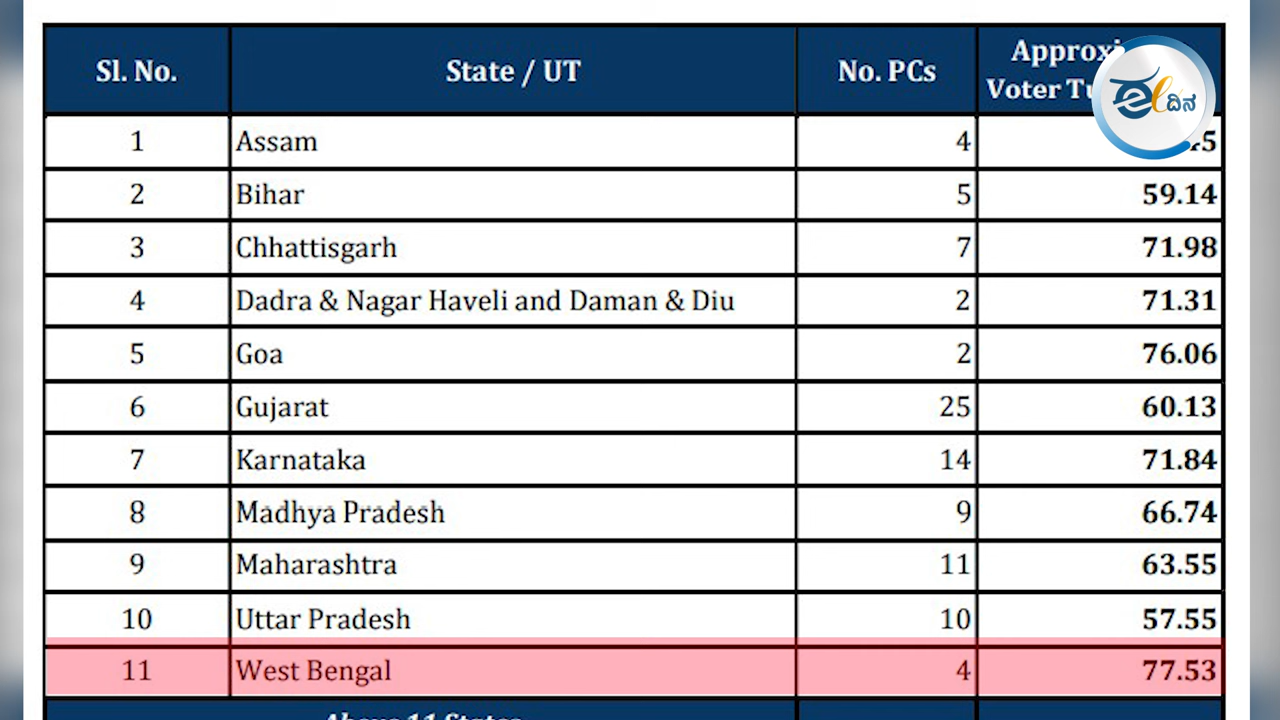 Sl. No. State / UT No. PCs Voter
1 Assam 4
2 Bihar 5 59.14
3 Chhattisgarh 7 71.98
4 Dadra & Nagar Haveli and Daman & Diu 2 71.31
5 Goa 2 76.06
6 Gujarat 25 60.13
7 Karnataka 14 71.84
8 Madhya Pradesh 9 66.74
9 Maharashtra 11 63.55
10 Uttar Pradesh 10 57.55
11 West Bengal 4 77.53
Above 11 States
ದಿನ